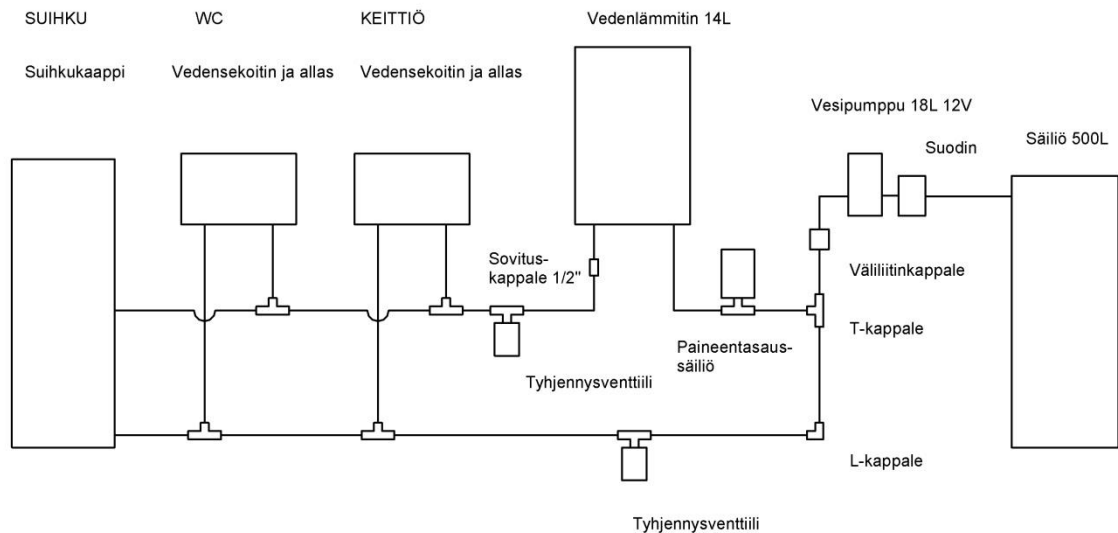 SUIHKU
WC
KEITTIÖ
Vedenlämmitin 14L
Suihkukaappi
Vedensekoitin ja allas
Vedensekoitin ja allas
Vesipumppu 18L 12V
Suodin
Säiliö 500L
Sovitus-
kappale 1/2"
Väliliitinkappale
Paineentasaus-
säiliö
T-kappale
Tyhjennysventtiili
L-kappale
Tyhjennysventtiili